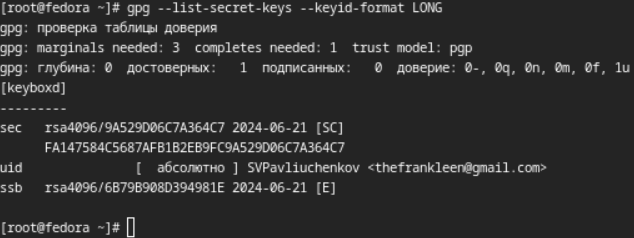 [root@fedora ~]# gpg --list-secret-keys --keyid-format LONG
gpg: проверка таблицы доверия
gpg: marginals needed: 3  completes needed: 1  trust model: pgp
gpg: глубина: 0  достоверных:   1  подписанных:   0  доверие: 0-, 0q, 0n, 0m, 0f, 1u
[keyboxd]
---------
sec   rsa4096/9A529D06C7A364C7 2024-06-21 [SC]
      FA147584C5687AFB1B2EB9FC9A529D06C7A364C7
uid              [  абсолютно ] SVPavliuchenkov <thefrankleen@gmail.com>
ssb   rsa4096/6B79B908D394981E 2024-06-21 [E]
[root@fedora ~]#